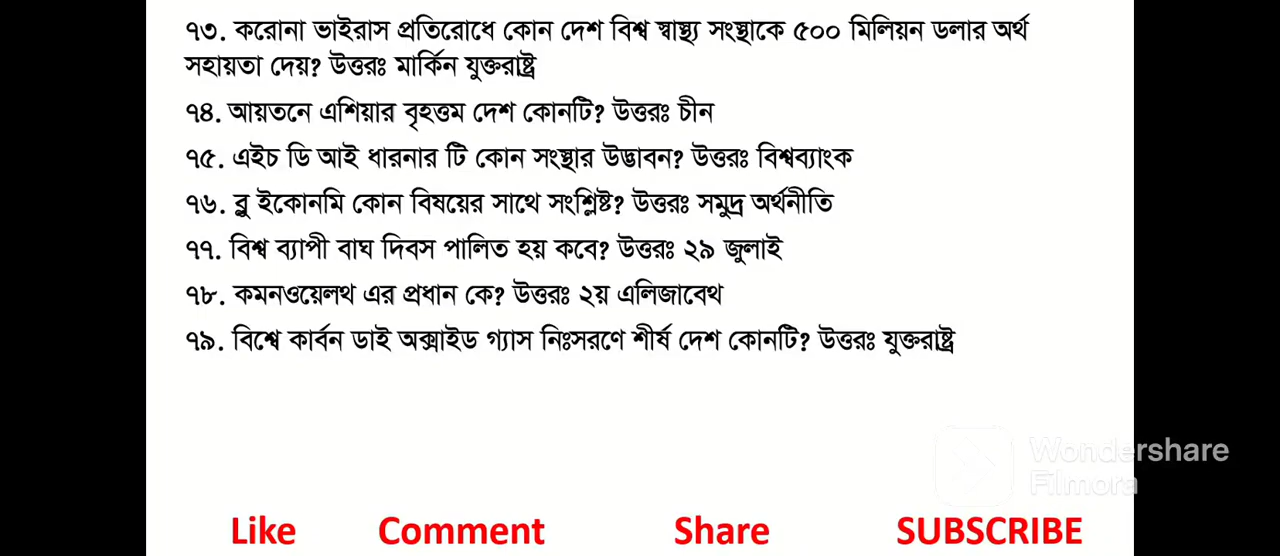 ৭৩. করোনা ভাইরাস প্রতিরোধে কোন দেশ বিশ্ব স্বাস্থ্য সংস্থাকে ৫০০ মিলিয়ন ডলার অর্থ
সহায়তা দেয়? উত্তরঃ মার্কিন যুক্তরাষ্ট্র
৭৪. আয়তনে এশিয়ার বৃহত্তম দেশ কোনটি? উত্তরঃ চীন
৭৫. এইচ ডি আই ধারনার টি কোন সংস্থার উদ্ভাবন? উত্তরঃ বিশ্বব্যাংক
৭৬. ব্লু ইকোনমি কোন বিষয়ের সাথে সংশ্লিষ্ট? উত্তরঃ সমুদ্র অর্থনীতি
৭৭. বিশ্ব ব্যাপী বাঘ দিবস পালিত হয় কবে? উত্তরঃ ২৯ জুলাই
৭৮. কমনওয়েলথ এর প্রধান কে? উত্তরঃ ২য় এলিজাবেথ
৭৯. বিশ্বে কার্বন ডাই অক্সাইড গ্যাস নিঃসরণে শীর্ষ দেশ কোনটি? উত্তরঃ যুক্তরাষ্ট্র
Wondershare
Filmora
Like Comment Share SUBSCRIBE